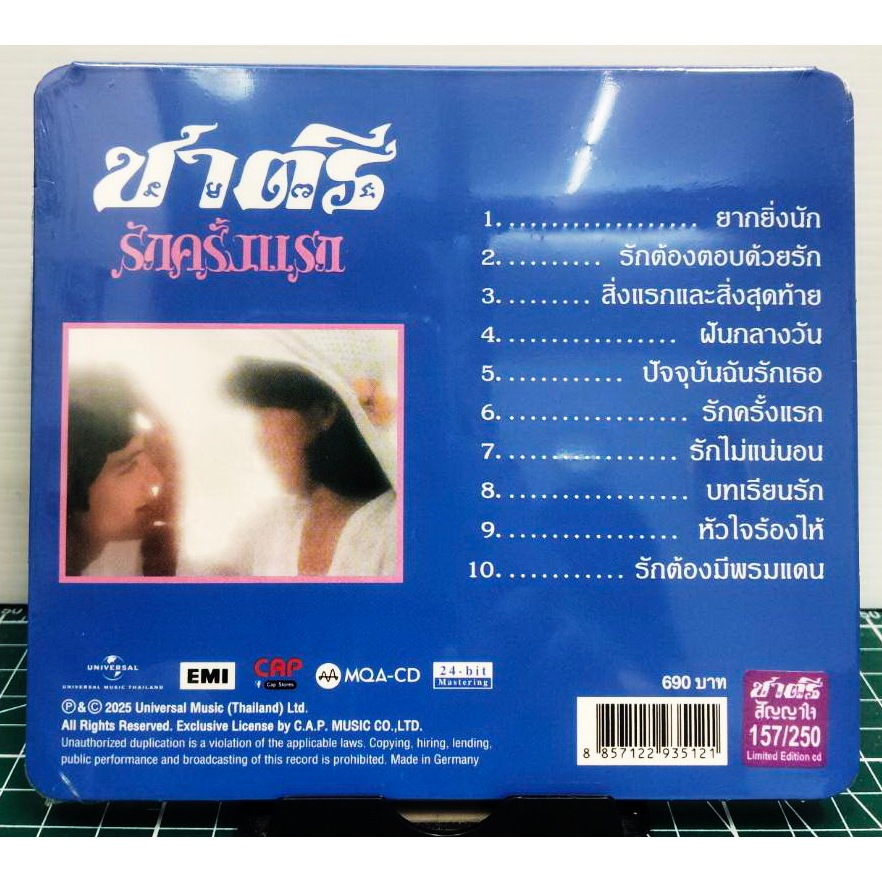 ชาตรี
รักครั้งแรก
1. . . . . . . . . . . . . . . . . . . . ยากยิ่งนัก
2. . . . . . . . . . รักต้องตอบด้วยรัก
3. . . . . . . . . สิ่งแรกและสิ่งสุดท้าย
4. . . . . . . . . . . . . . . . . ฝันกลางวัน
5. . . . . . . . . . . . ปัจจุบันฉันรักเธอ
6. . . . . . . . . . . . . . . . . . รักครั้งแรก
7. . . . . . . . . . . . . . . . . รักไม่แน่นอน
8. . . . . . . . . . . . . . . . . . . บทเรียนรัก
9. . . . . . . . . . . . . . . . . . หัวใจร้องไห้
10. . . . . . . . . . . . รักต้องมีพรมแดน
UNIVERSAL
UNIVERSAL MUSIC THAILAND
EMI
CAP
Cap Stores
MQA-CD
24-bit
Mastering
Ⓟ & © 2025 Universal Music (Thailand) Ltd.
All Rights Reserved. Exclusive License by C.A.P. MUSIC CO.,LTD.
Unauthorized duplication is a violation of the applicable laws. Copying, hiring, lending,
public performance and broadcasting of this record is prohibited. Made in Germany
690 บาท
8 857122 935121
ชาตรี
สัญญาใจ
157/250
Limited Edition cd